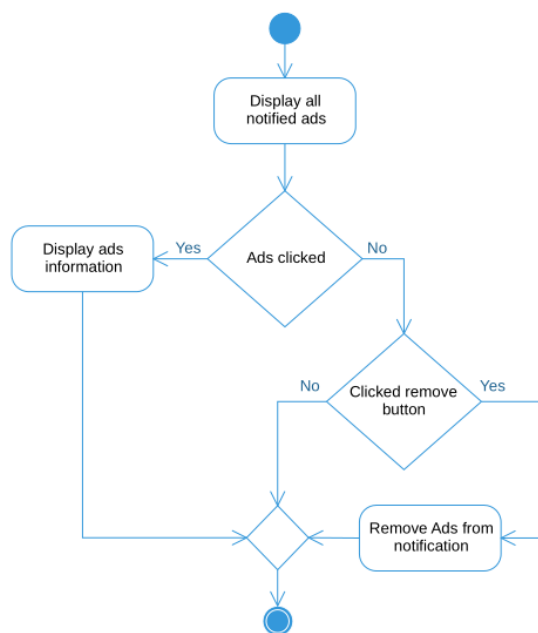 Display all
notified ads
Display ads
information
Yes
Ads clicked
No
No
Clicked remove
button
Yes
Remove Ads from
notification